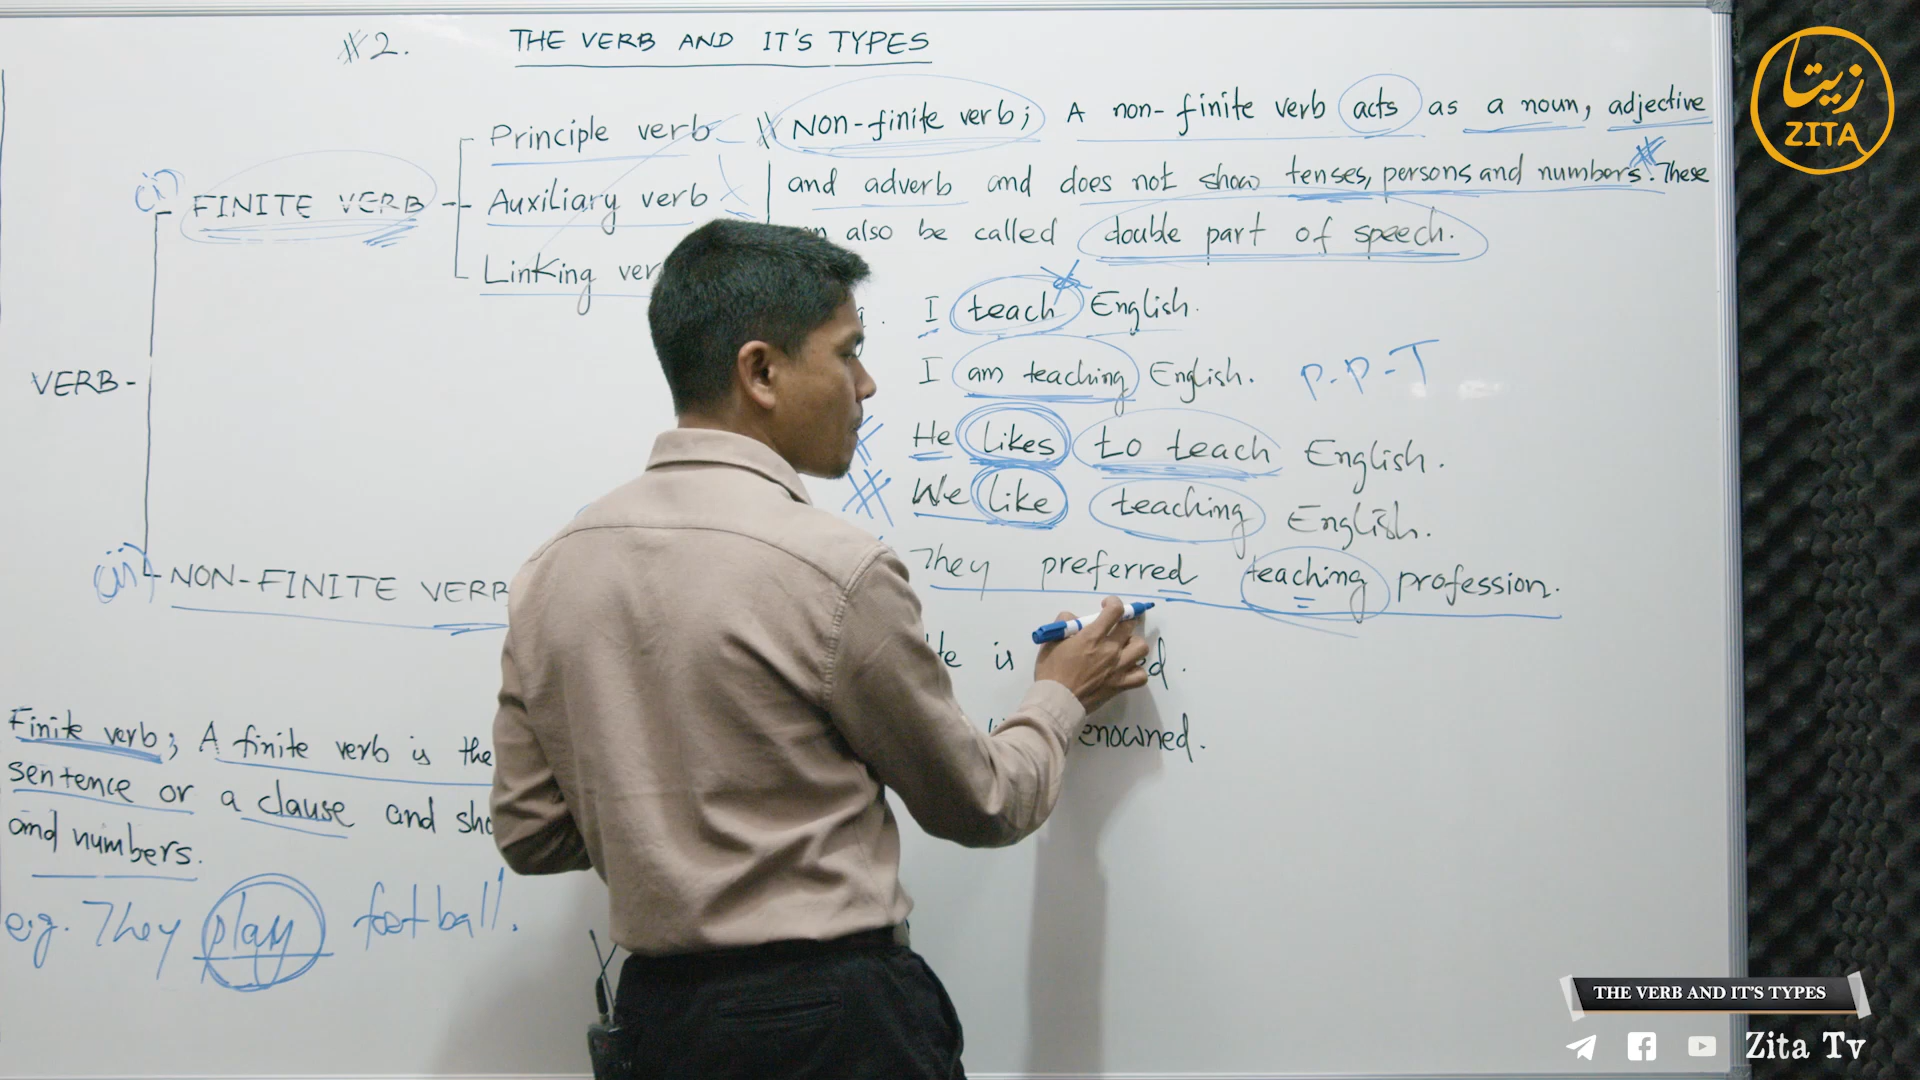 #2. THE VERB AND IT'S TYPES
VERB-
(i) FINITE VERB
Principle verb
Auxiliary verb
Linking ver
(ii) NON-FINITE VERB
Non-finite verb; A non-finite verb acts as a noun, adjective
and adverb and does not show tenses, persons and numbers. These
also be called double part of speech.
I teach English.
I am teaching English. P-P-T
He likes to teach English.
We like teaching English.
They preferred teaching profession.
is
enowned.
Finite verb; A finite verb is the
sentence or a clause and sho
and numbers.
e.g. They play football.
زيتا
ZITA
THE VERB AND IT'S TYPES
Zita Tv